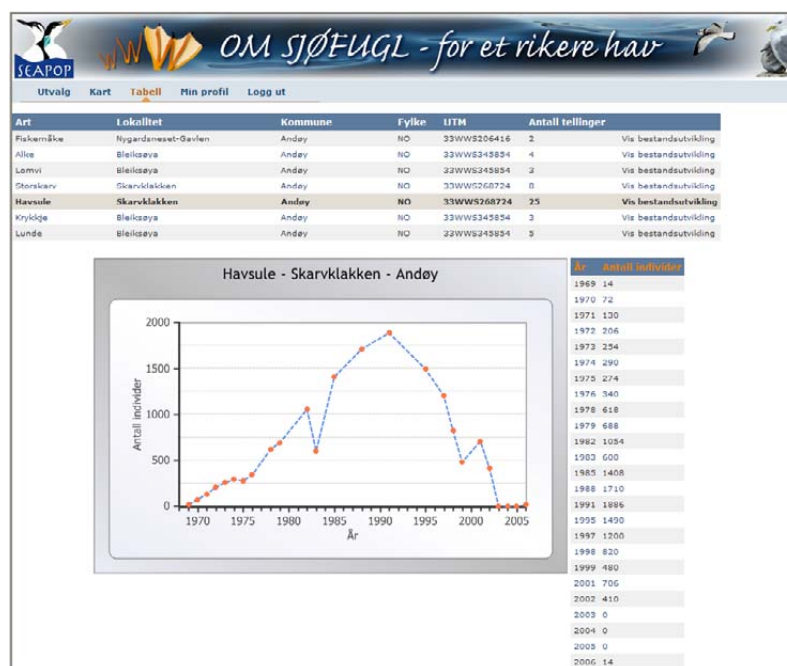 SEAPOP
OM SJØFUGL - for et rikere hav
Utvalg Kart Tabell Min profil Logg ut
Art Lokalitet Kommune Fylke UTM Antall tellinger
Fiskemåke Nygardsneset-Gavlen Andøy NO 33WWS206416 2 Vis bestandsutvikling
Alke Bleiksøya Andøy NO 33WWS345854 4 Vis bestandsutvikling
Lomvi Bleiksøya Andøy NO 33WWS345854 3 Vis bestandsutvikling
Storskarv Skarvklakken Andøy NO 33WWS268724 8 Vis bestandsutvikling
Havsule Skarvklakken Andøy NO 33WWS268724 25 Vis bestandsutvikling
Krykkje Bleiksøya Andøy NO 33WWS345854 3 Vis bestandsutvikling
Lunde Bleiksøya Andøy NO 33WWS345854 5 Vis bestandsutvikling
Havsule - Skarvklakken - Andøy
Antall individer
2000
1500
1000
500
0
1970 1975 1980 1985 1990 1995 2000 2005
År
År Antall individer
1969 14
1970 72
1971 130
1972 206
1973 254
1974 290
1975 274
1976 340
1978 618
1979 688
1982 1054
1983 600
1985 1408
1988 1710
1991 1886
1995 1490
1997 1200
1998 820
1999 480
2001 706
2002 410
2003 0
2004 0
2005 0
2006 14